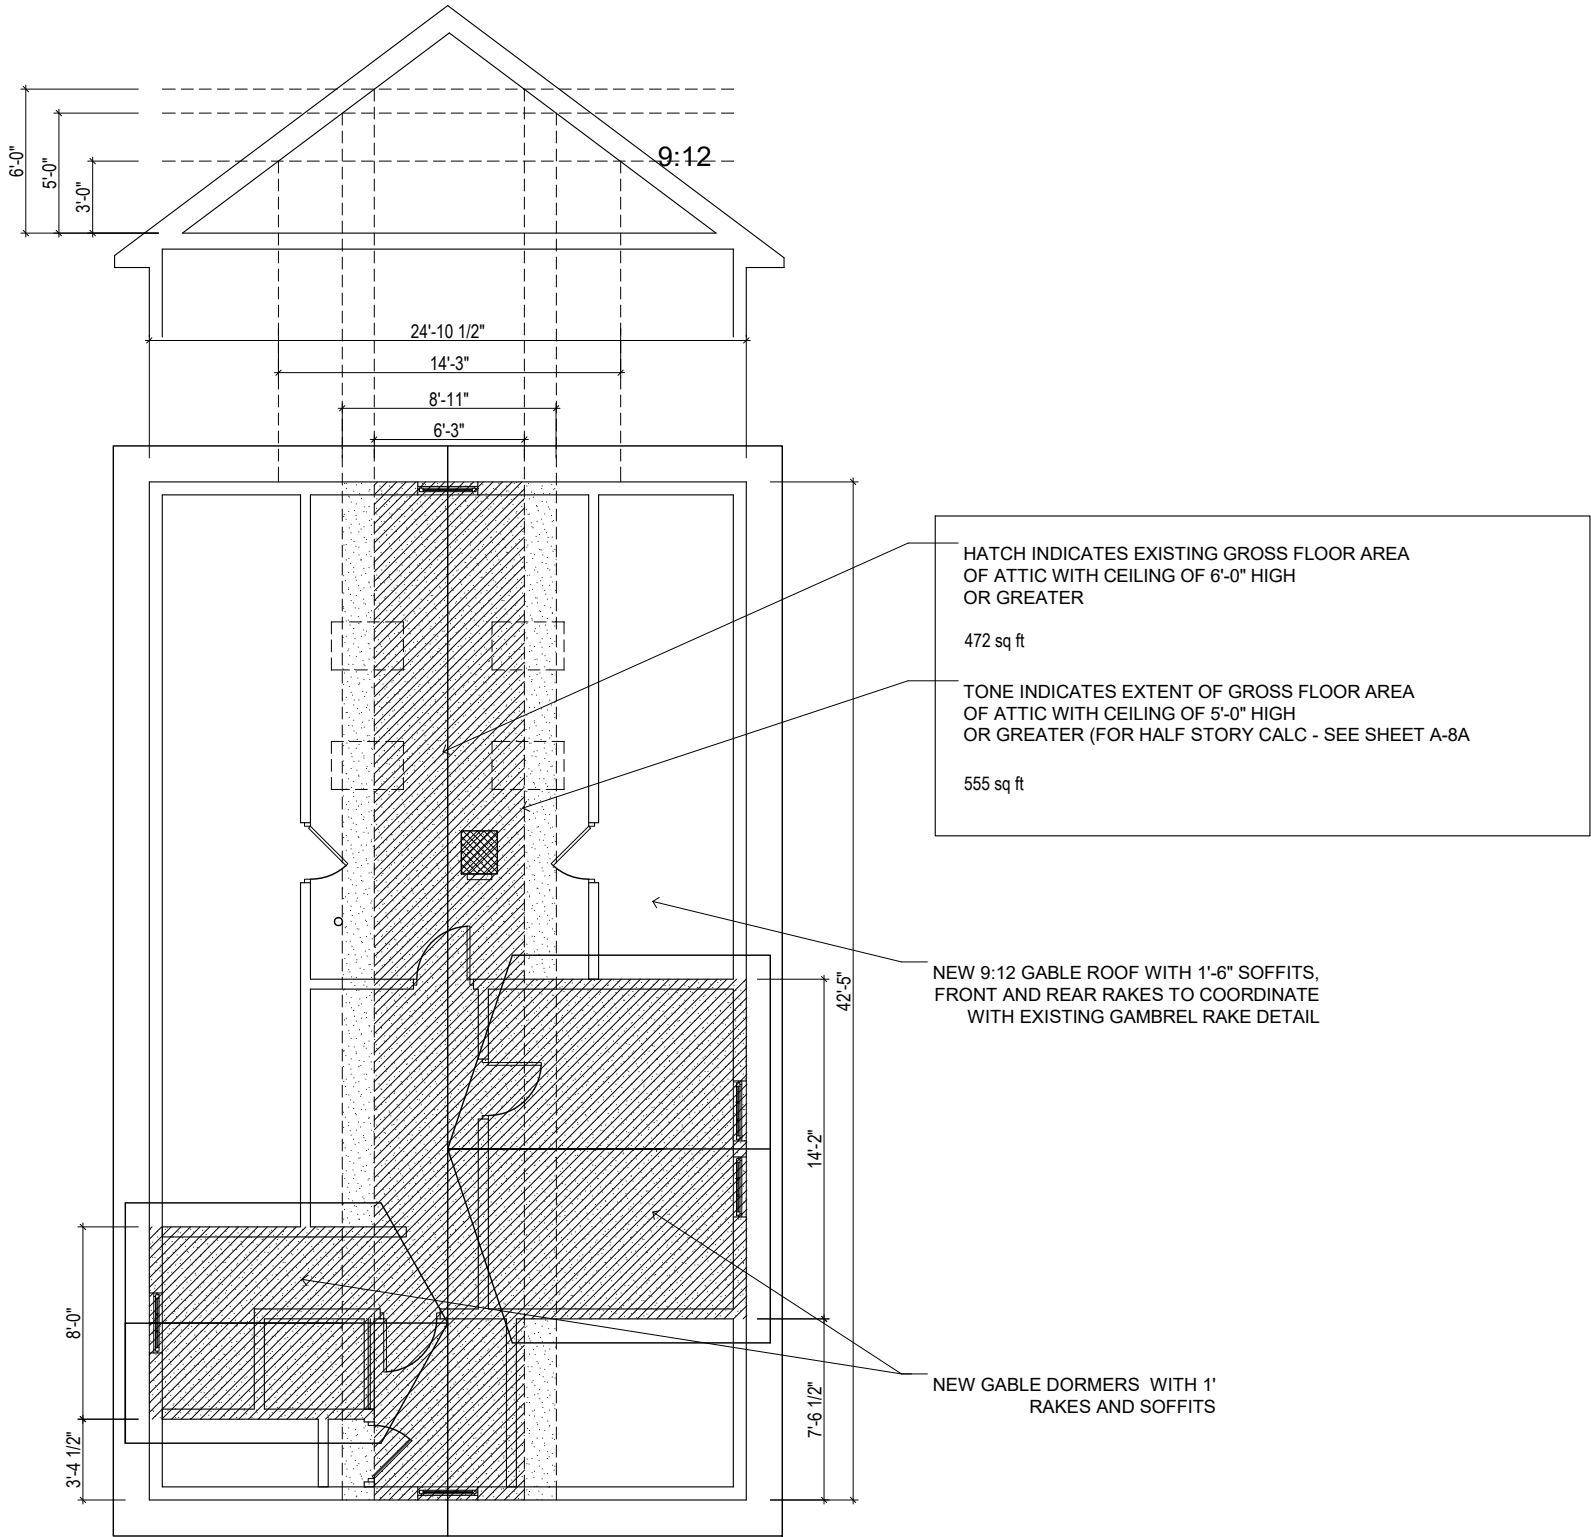 6'-0"
5'-0"
3'-0"
9:12
24'-10 1/2"
14'-3"
8'-11"
6'-3"
HATCH INDICATES EXISTING GROSS FLOOR AREA
OF ATTIC WITH CEILING OF 6'-0" HIGH
OR GREATER
472 sq ft
TONE INDICATES EXTENT OF GROSS FLOOR AREA
OF ATTIC WITH CEILING OF 5'-0" HIGH
OR GREATER (FOR HALF STORY CALC - SEE SHEET A-8A
555 sq ft
42'-5"
NEW 9:12 GABLE ROOF WITH 1'-6" SOFFITS,
FRONT AND REAR RAKES TO COORDINATE
WITH EXISTING GAMBREL RAKE DETAIL
14'-2"
8'-0"
3'-4 1/2"
7'-6 1/2"
NEW GABLE DORMERS WITH 1'
RAKES AND SOFFITS